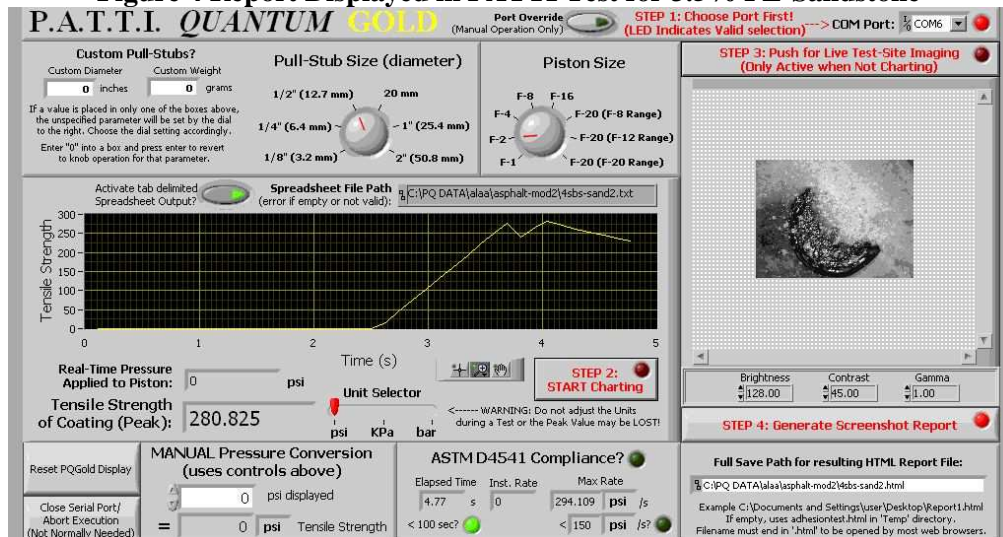 Figure 4 Report Displayed in PATTI Test for 3.5% PE Sandstone
P.A.T.T.I. QUANTUM GOLD
Port Override
(Manual Operation Only)
STEP 1: Choose Port First!
(LED Indicates Valid selection)
---> COM Port:
COM6
Custom Pull-Stubs?
Custom Diameter
Custom Weight
0 inches
0 grams
If a value is placed in only one of the boxes above,
the unspecified parameter will be set by the dial
to the right. Choose the dial setting accordingly.
Enter "0" into a box and press enter to revert
to knob operation for that parameter.
Pull-Stub Size (diameter)
1/2" (12.7 mm)
20 mm
1/4" (6.4 mm)
1" (25.4 mm)
1/8" (3.2 mm)
2" (50.8 mm)
Piston Size
F-8
F-16
F-4
F-20 (F-8 Range)
F-2
F-20 (F-12 Range)
F-1
F-20 (F-20 Range)
STEP 3: Push for Live Test-Site Imaging
(Only Active when Not Charting)
Activate tab delimited
Spreadsheet Output?
Spreadsheet File Path
(error if empty or not valid):
C:\PQ DATA\alaa\asphalt-mod2\4sbs-sand2.txt
Tensile Strength
300
250
200
150
100
50
0
0
1
2
3
4
5
Time (s)
Real-Time Pressure
Applied to Piston:
0
psi
Tensile Strength
of Coating (Peak):
280.825
Unit Selector
psi
KPa
bar
STEP 2:
START Charting
<------ WARNING: Do not adjust the Units
during a Test or the Peak Value may be LOST!
Brightness
Contrast
Gamma
128.00
45.00
1.00
STEP 4: Generate Screenshot Report
Reset PQGold Display
Close Serial Port/
Abort Execution
(Not Normally Needed)
MANUAL Pressure Conversion
(uses controls above)
0
psi displayed
=
0
psi
Tensile Strength
ASTM D4541 Compliance?
Elapsed Time
Inst. Rate
Max Rate
4.77 s
0
294.109 psi /s
< 100 sec?
< 150 psi /s?
Full Save Path for resulting HTML Report File:
C:\PQ DATA\alaa\asphalt-mod2\4sbs-sand2.html
Example C:\Documents and Settings\user\Desktop\Report1.html
If empty, uses adhesiontest.html in 'Temp' directory.
Filename must end in '.html' to be opened by most web browsers.